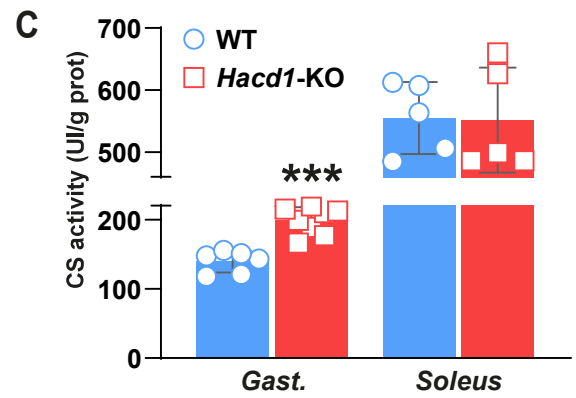 C
WT
Hacd1-KO
CS activity (UI/g prot)
700
600
500
200
100
0
***
Gast.
Soleus